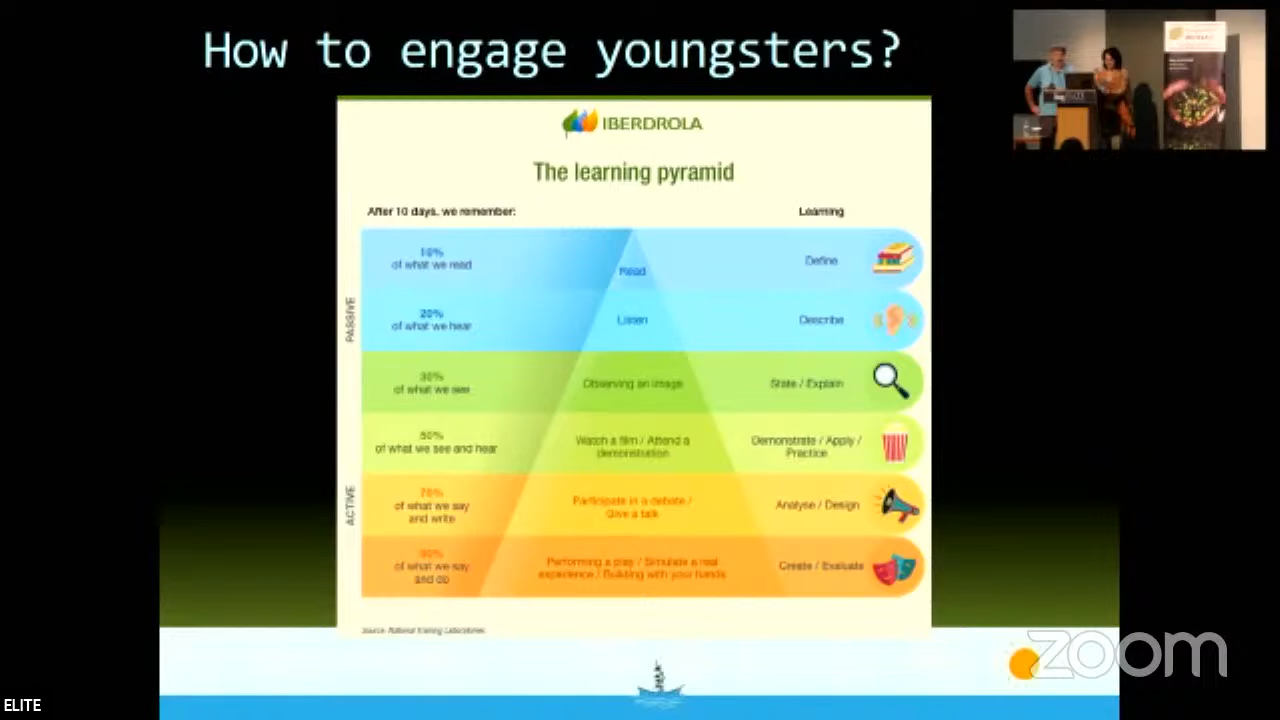 How to engage youngsters?
IBERDROLA
The learning pyramid
After 10 days, we remember:
Learning
PASSIVE
10%
of what we read
Read
Define
20%
of what we hear
Listen
Describe
30%
of what we see
Observing an image
State / Explain
50%
of what we see and hear
Watch a film / Attend a
demonstration
Demonstrate / Apply /
Practice
ACTIVE
70%
of what we say
and write
Participate in a debate /
Give a talk
Analyse / Design
90%
of what we say
and do
Performing a play / Simulate a real
experience / Building with your hands
Create / Evaluate
Source: National Training Laboratories
zoom
ELITE